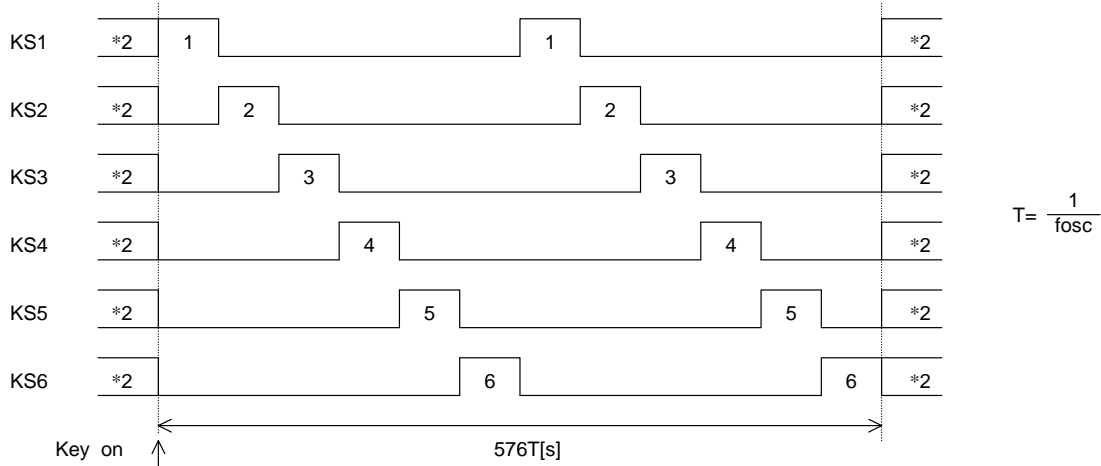 KS1 *2 1 1 *2
KS2 *2 2 2 *2
KS3 *2 3 3 *2
KS4 *2 4 4 *2
KS5 *2 5 5 *2
KS6 *2 6 6 *2
T= 1
fosc
576T[s]
Key on